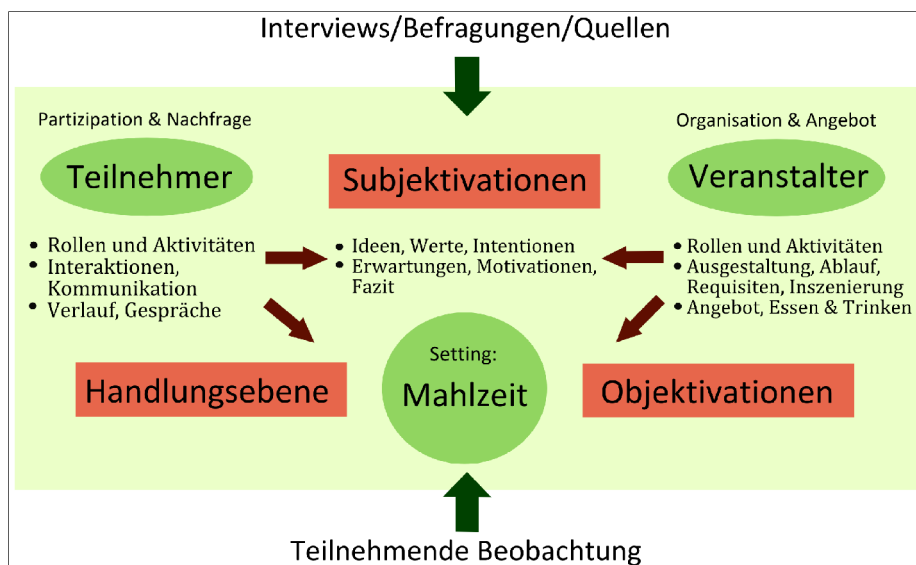 Interviews/Befragungen/Quellen
Partizipation & Nachfrage
Organisation & Angebot
Teilnehmer
Subjektivationen
Veranstalter
• Rollen und Aktivitäten
• Interaktionen,
Kommunikation
• Verlauf, Gespräche
• Ideen, Werte, Intentionen
• Erwartungen, Motivationen,
Fazit
• Rollen und Aktivitäten
• Ausgestaltung, Ablauf,
Requisiten, Inszenierung
• Angebot, Essen & Trinken
Handlungsebene
Setting:
Mahlzeit
Objektivationen
Teilnehmende Beobachtung